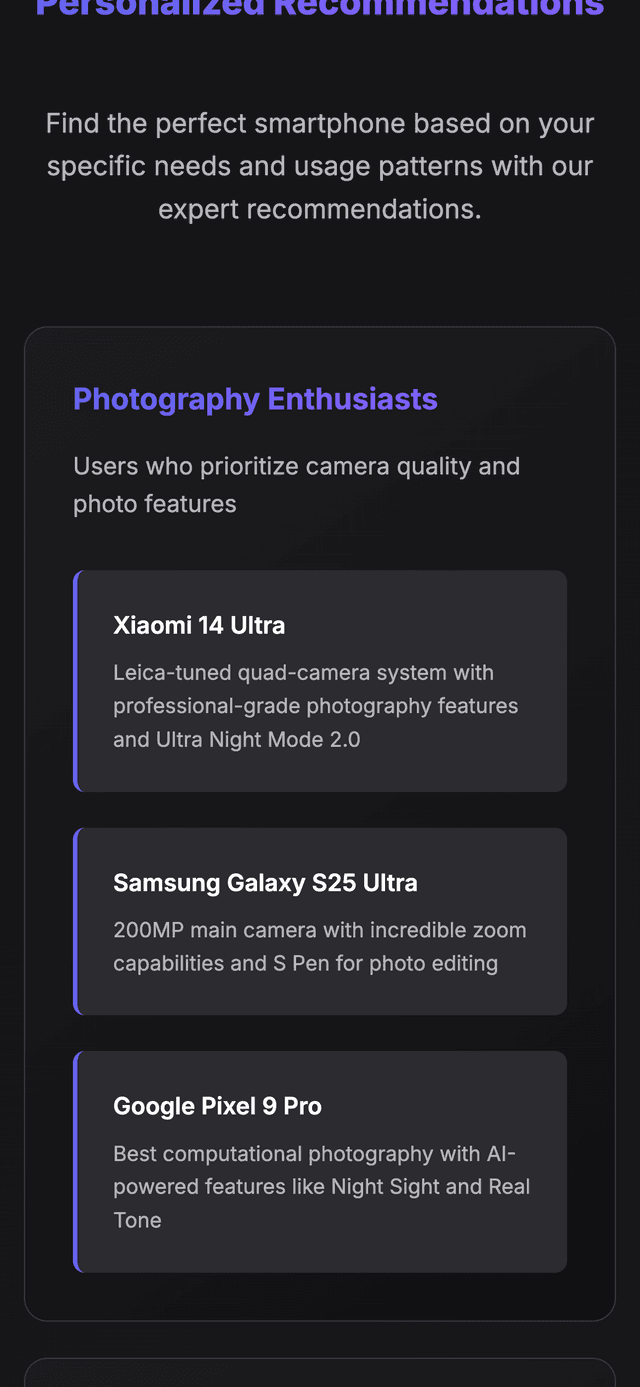 Personalized Recommendations
Find the perfect smartphone based on your
specific needs and usage patterns with our
expert recommendations.
Photography Enthusiasts
Users who prioritize camera quality and
photo features
Xiaomi 14 Ultra
Leica-tuned quad-camera system with
professional-grade photography features
and Ultra Night Mode 2.0
Samsung Galaxy S25 Ultra
200MP main camera with incredible zoom
capabilities and S Pen for photo editing
Google Pixel 9 Pro
Best computational photography with AI-
powered features like Night Sight and Real
Tone